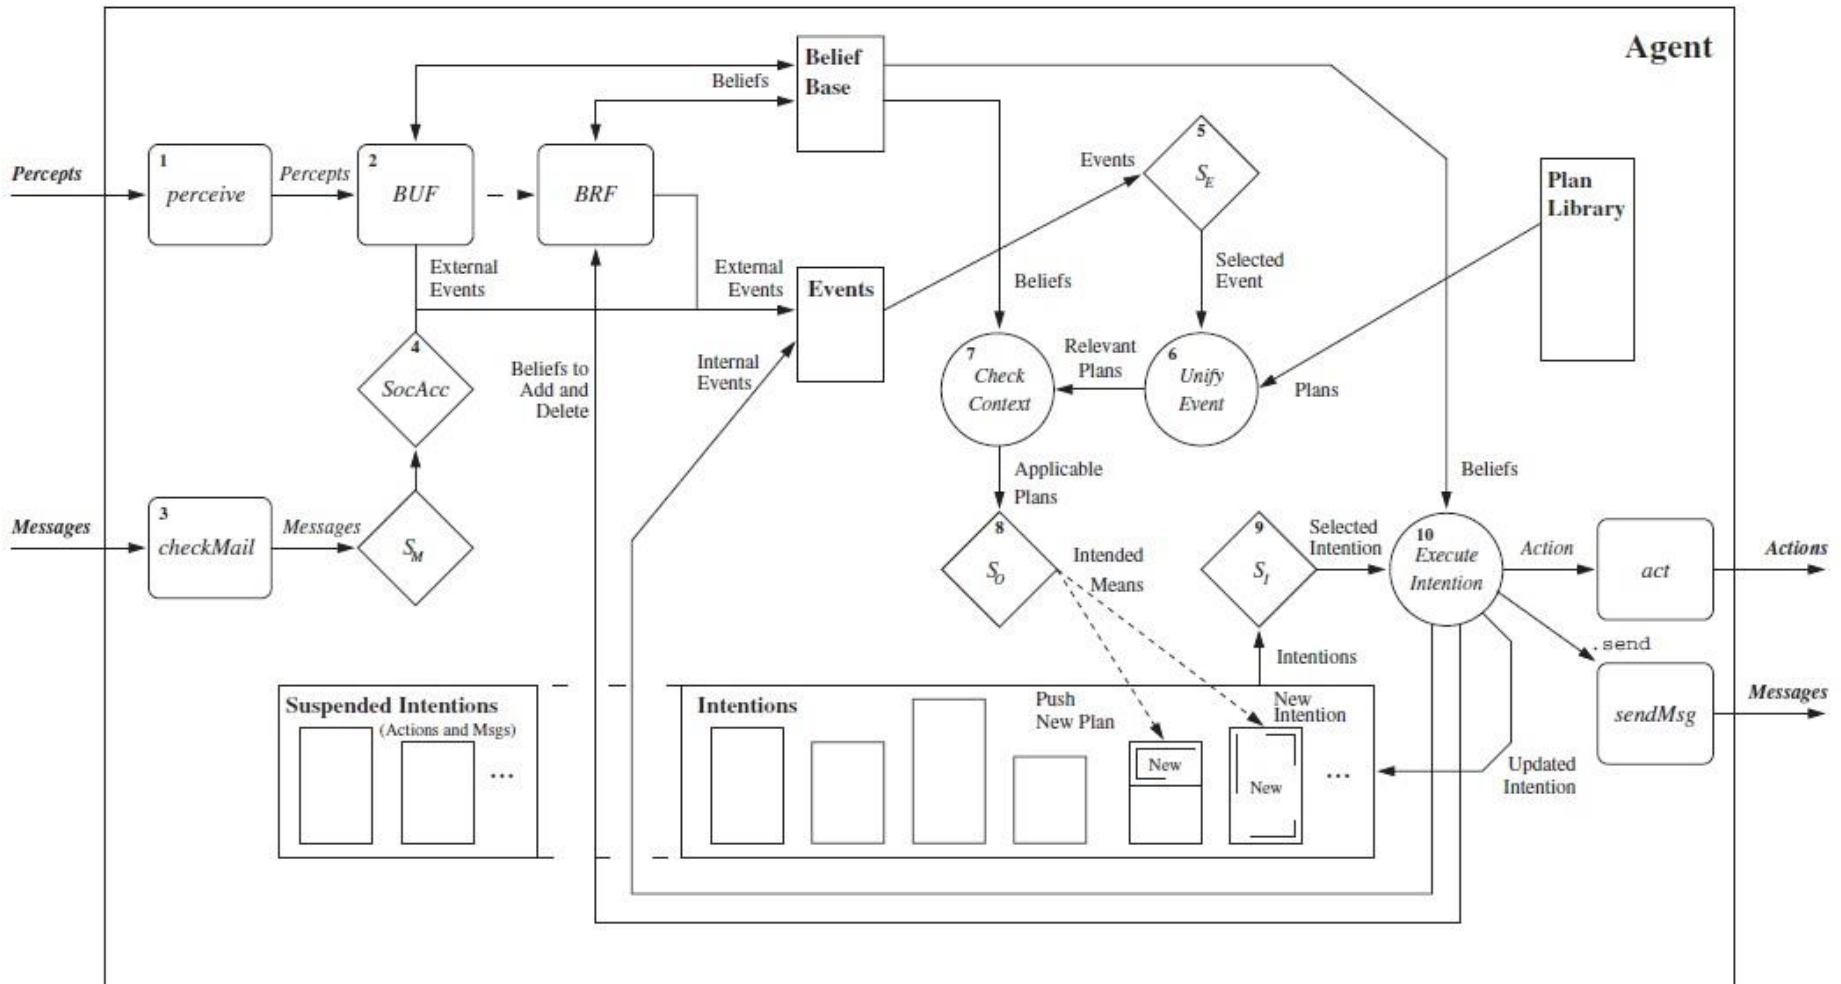 Agent
Belief
Base
Beliefs
5
S_E
Events
Plan
Library
Percepts
1
perceive
Percepts
2
BUF
BRF
External
Events
External
Events
Events
Beliefs
Selected
Event
4
SocAcc
Beliefs to
Add and
Delete
Internal
Events
7
Check
Context
Relevant
Plans
6
Unify
Event
Plans
Applicable
Plans
Beliefs
Messages
3
checkMail
Messages
S_M
8
S_O
Intended
Means
9
S_I
Selected
Intention
10
Execute
Intention
Action
act
Actions
.send
Intentions
sendMsg
Messages
Suspended Intentions
(Actions and Msgs)
...
Intentions
Push
New Plan
New
Intention
New
New
...
Updated
Intention